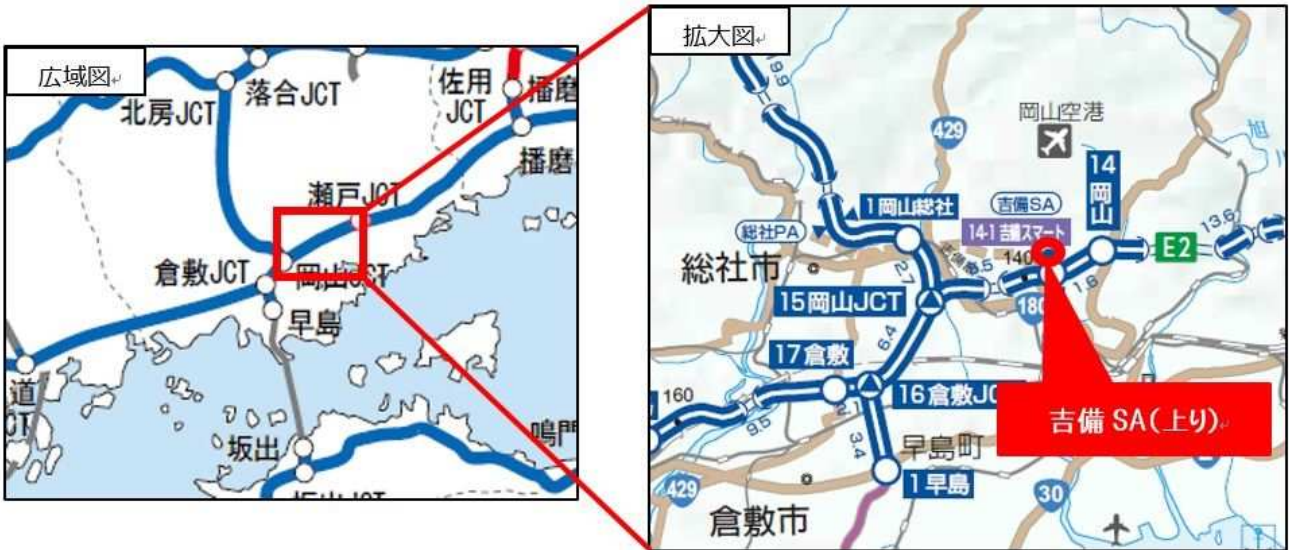 広域図
北房JCT
落合JCT
佐用
JCT
播磨
播磨
瀬戸JCT
倉敷JCT
岡山JCT
早島
坂出
鳴門
拡大図
19.9
429
岡山空港
14
岡山
吉備SA
14-1 吉備スマート
1 岡山総社
総社PA
総社市
2.7
140
180
1.6
13.6
E2
旭
15 岡山JCT
6.4
17 倉敷
16 倉敷JC
160
9.5
2.1
3.4
早島町
1 早島
429
倉敷市
30
吉備 SA(上り)